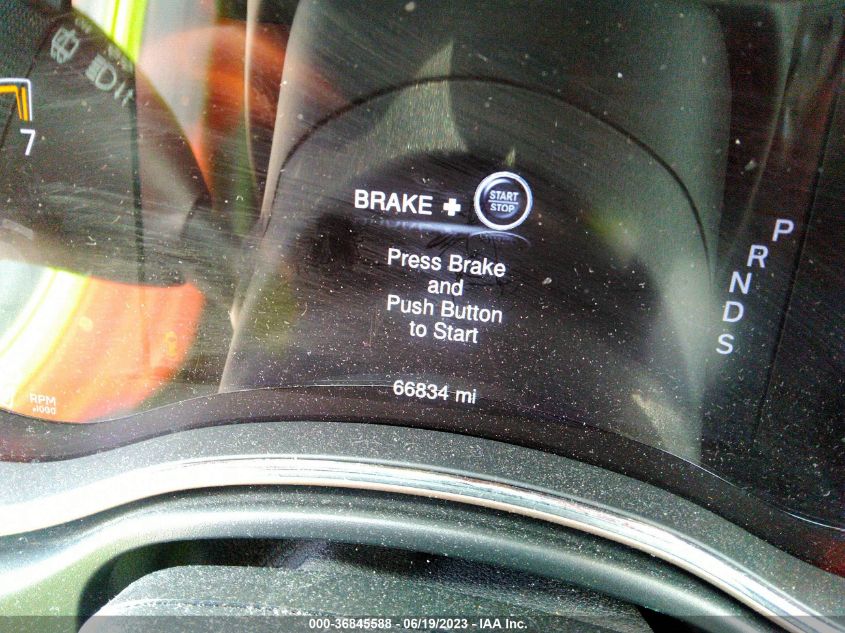 7
BRAKE + START
STOP
Press Brake
and
Push Button
to Start
66834 mi
P
R
N
D
S
RPM
x1000
000-36845588 - 06/19/2023 - IAA Inc.